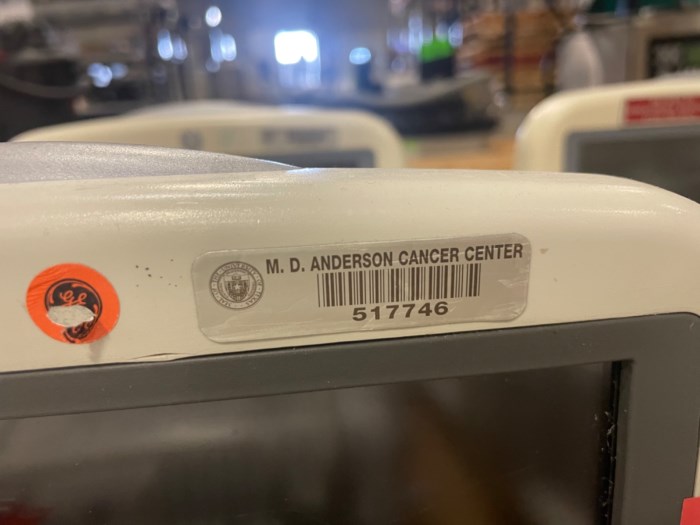 M. D. ANDERSON CANCER CENTER
517746